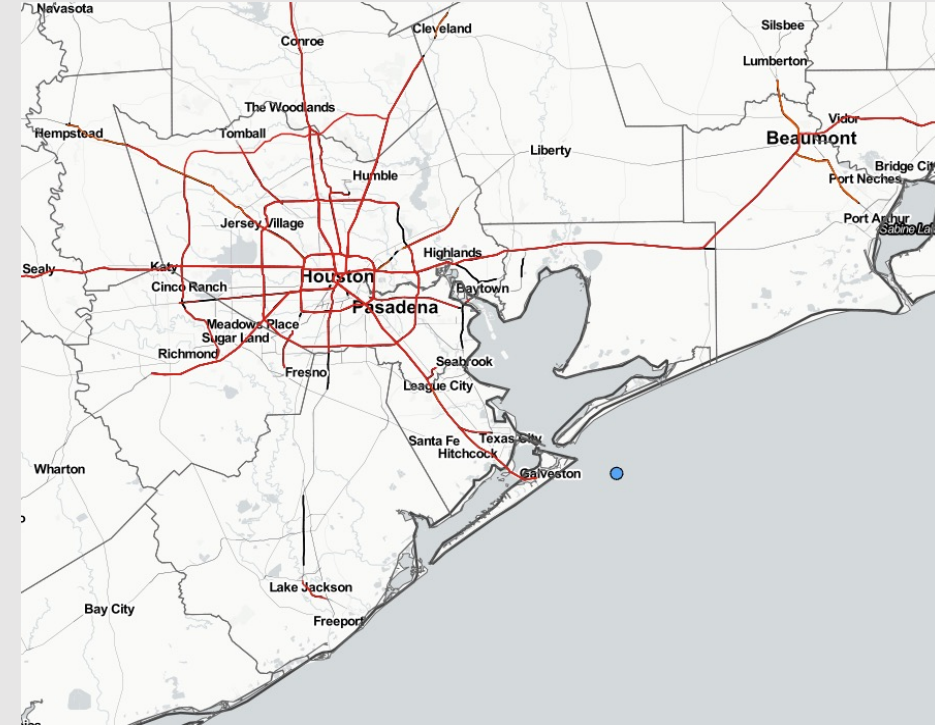 Navasota
Cleveland
Silsbee
Conroe
Lumberton
The Woodlands
Vidor
Hempstead
Tomball
Beaumont
Liberty
Bridge Cit
Humble
Port Neches
Port Arthur
Jersey Village
Sabine La
Highlands
Sealy
Katy
Houston
Cinco Ranch
Baytown
Pasadena
Meadows Place
Sugar Land
Richmond
Seabrook
Fresno
League City
Santa Fe
Texas City
Hitchcock
Wharton
Galveston
Lake Jackson
Bay City
Freeport